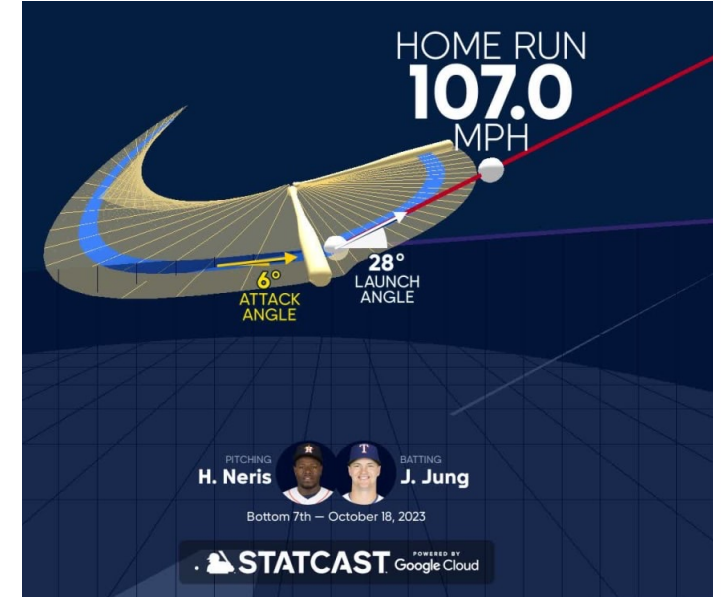 HOME RUN
107.0
MPH
6°
ATTACK
ANGLE
28°
LAUNCH
ANGLE
PITCHING
H. Neris
BATTING
J. Jung
Bottom 7th — October 18, 2023
STATCAST POWERED BY Google Cloud